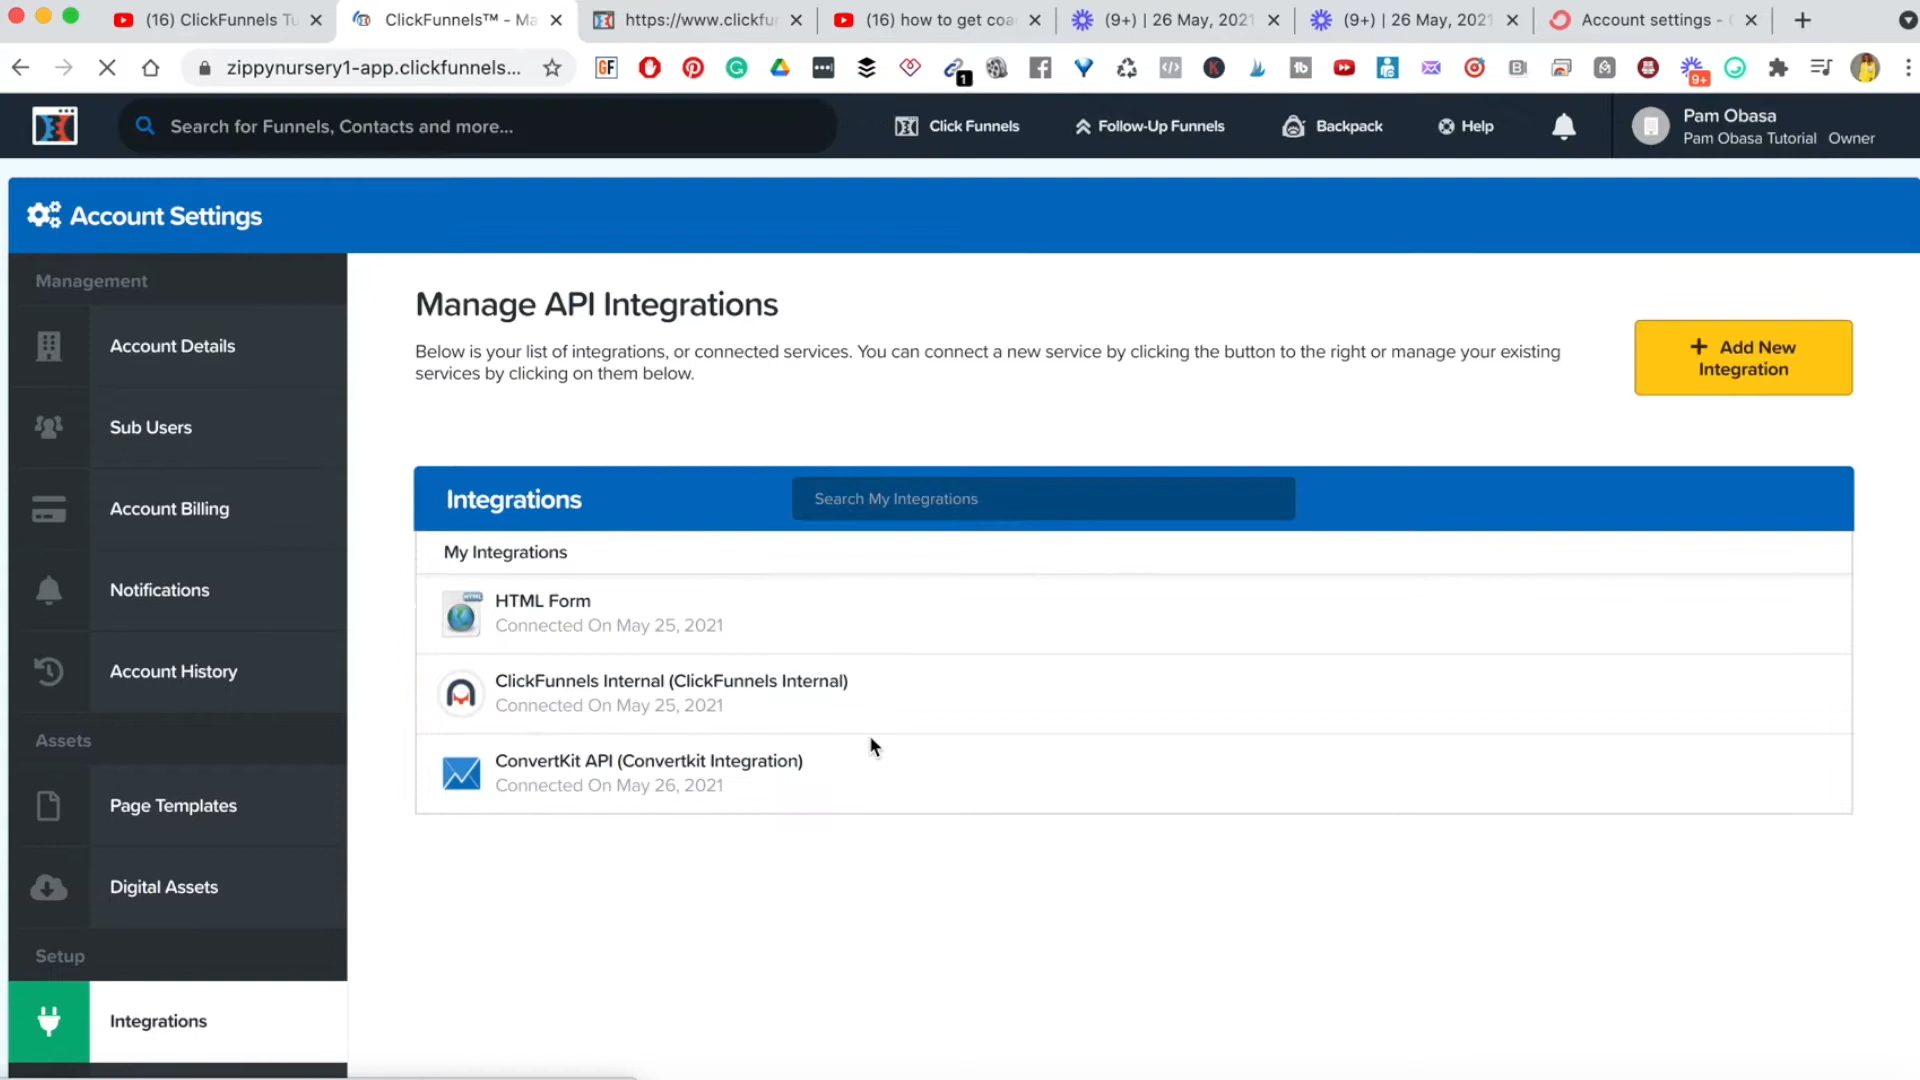 (16) ClickFunnels Tu
ClickFunnels™ - Ma
https://www.clickfu
(16) how to get coa
(9+) | 26 May, 2021
(9+) | 26 May, 2021
Account settings -
zippynursery1-app.clickfunnels...
GF
1
tb
B
9+
Search for Funnels, Contacts and more...
Click Funnels
Follow-Up Funnels
Backpack
Help
Pam Obasa
Pam Obasa Tutorial Owner
Account Settings
Management
Account Details
Sub Users
Account Billing
Notifications
Account History
Assets
Page Templates
Digital Assets
Setup
Integrations
Manage API Integrations
Below is your list of integrations, or connected services. You can connect a new service by clicking the button to the right or manage your existing
services by clicking on them below.
+ Add New
Integration
Integrations
Search My Integrations
My Integrations
HTML Form
Connected On May 25, 2021
ClickFunnels Internal (ClickFunnels Internal)
Connected On May 25, 2021
ConvertKit API (Convertkit Integration)
Connected On May 26, 2021